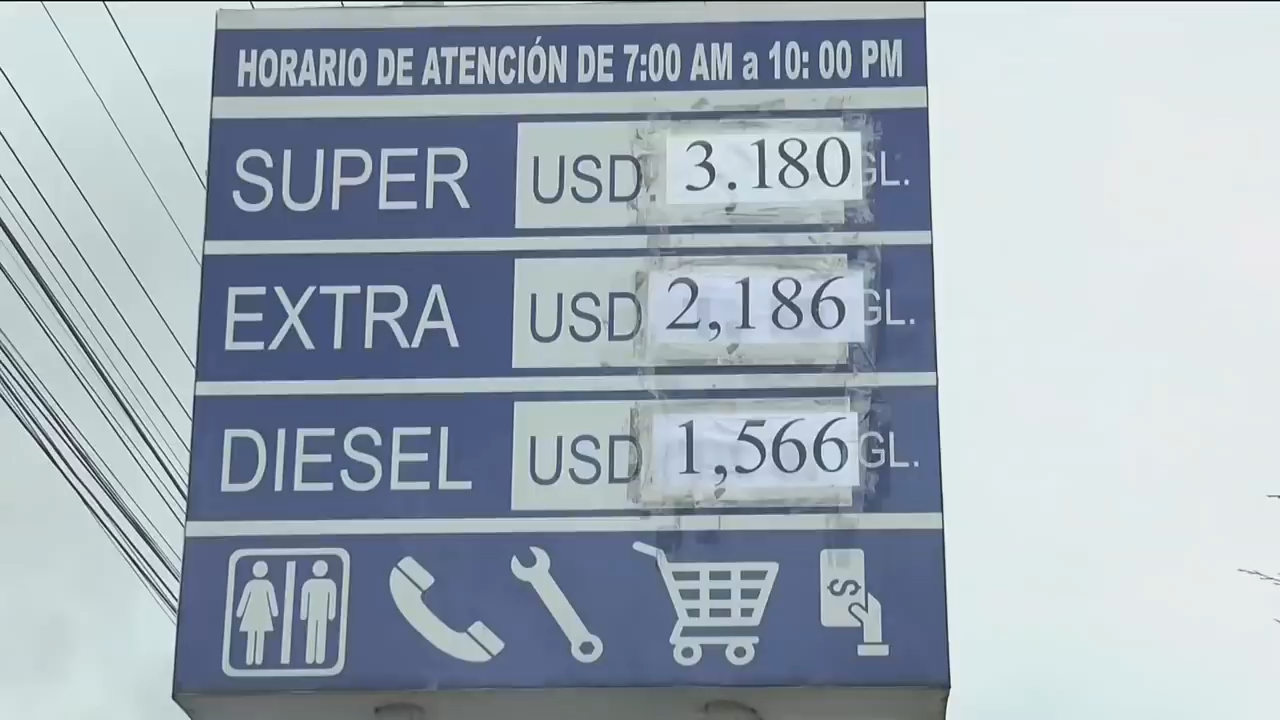 HORARIO DE ATENCIÓN DE 7:00 AM a 10: 00 PM
SUPER USD. 3.180 GL.
EXTRA USD 2,186 GL.
DIESEL USD 1,566 GL.
$